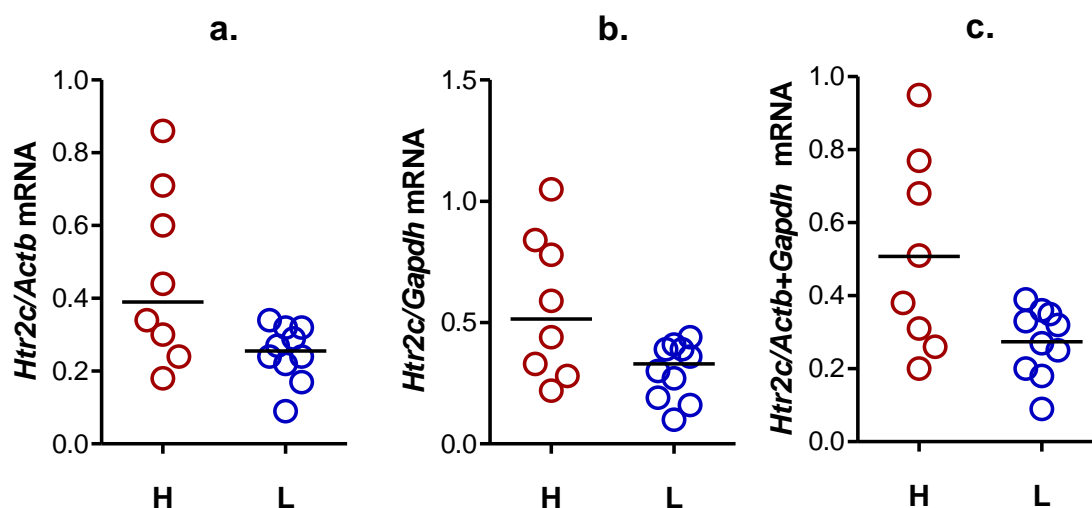 a.
Htr2c/Actb mRNA
1.0
0.8
0.6
0.4
0.2
0.0
H L
b.
Htr2c/Gapdh mRNA
1.5
1.0
0.5
0.0
H L
c.
Htr2c/Actb+Gapdh mRNA
1.0
0.8
0.6
0.4
0.2
0.0
H L